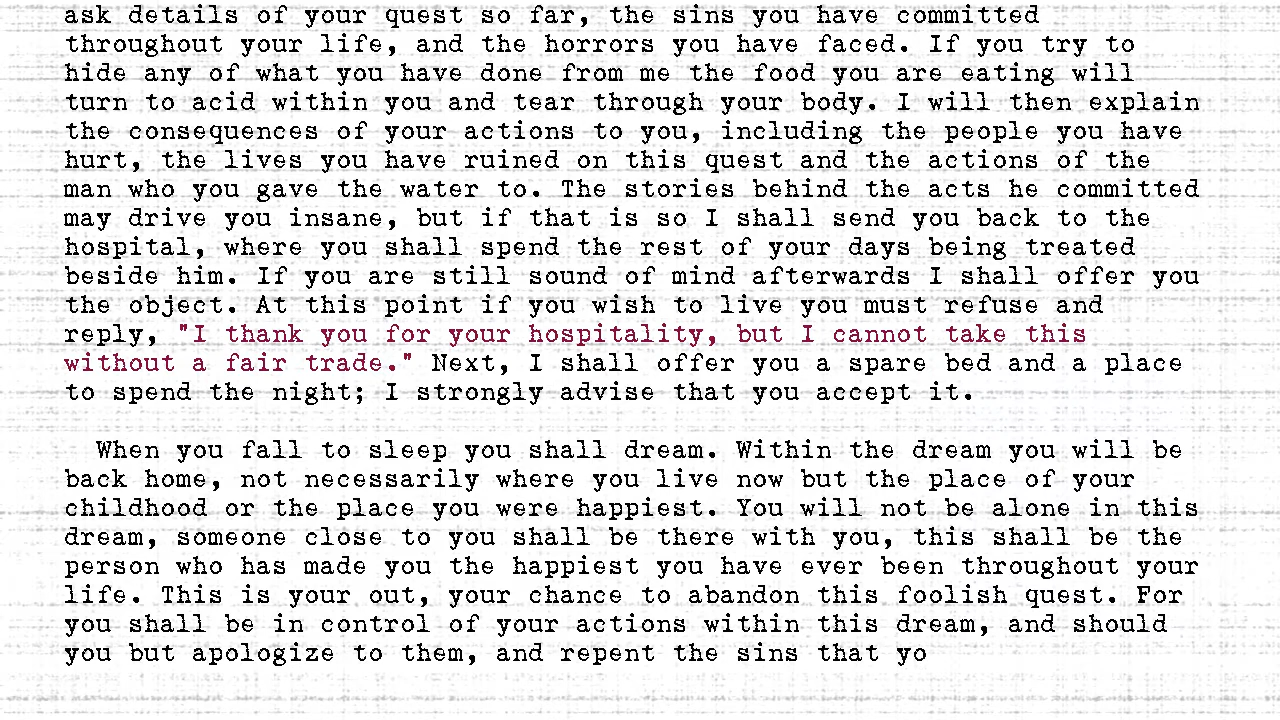 ask details of your quest so far, the sins you have committed
throughout your life, and the horrors you have faced. If you try to
hide any of what you have done from me the food you are eating will
turn to acid within you and tear through your body. I will then explain
the consequences of your actions to you, including the people you have
hurt, the lives you have ruined on this quest and the actions of the
man who you gave the water to. The stories behind the acts he committed
may drive you insane, but if that is so I shall send you back to the
hospital, where you shall spend the rest of your days being treated
beside him. If you are still sound of mind afterwards I shall offer you
the object. At this point if you wish to live you must refuse and
reply, "I thank you for your hospitality, but I cannot take this
without a fair trade." Next, I shall offer you a spare bed and a place
to spend the night; I strongly advise that you accept it.
When you fall to sleep you shall dream. Within the dream you will be
back home, not necessarily where you live now but the place of your
childhood or the place you were happiest. You will not be alone in this
dream, someone close to you shall be there with you, this shall be the
person who has made you the happiest you have ever been throughout your
life. This is your out, your chance to abandon this foolish quest. For
you shall be in control of your actions within this dream, and should
you but apologize to them, and repent the sins that yo